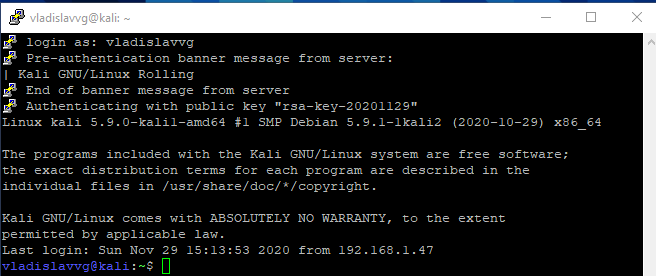 vladislavvg@kali: ~
login as: vladislavvg
Pre-authentication banner message from server:
| Kali GNU/Linux Rolling
End of banner message from server
Authenticating with public key "rsa-key-20201129"
Linux kali 5.9.0-kali1-amd64 #1 SMP Debian 5.9.1-1kali2 (2020-10-29) x86_64
The programs included with the Kali GNU/Linux system are free software;
the exact distribution terms for each program are described in the
individual files in /usr/share/doc/*/copyright.
Kali GNU/Linux comes with ABSOLUTELY NO WARRANTY, to the extent
permitted by applicable law.
Last login: Sun Nov 29 15:13:53 2020 from 192.168.1.47
vladislavvg@kali:~$